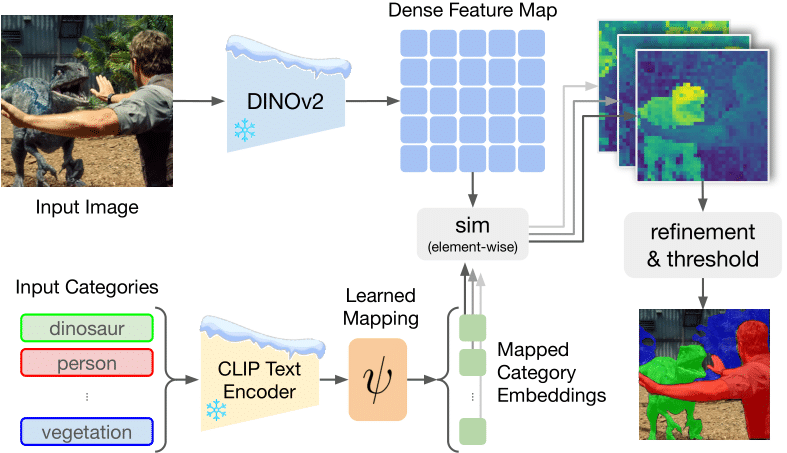 Dense Feature Map
DINOv2
Input Image
sim
(element-wise)
refinement
& threshold
Input Categories
dinosaur
person
...
vegetation
CLIP Text
Encoder
Learned
Mapping
ψ
...
Mapped
Category
Embeddings